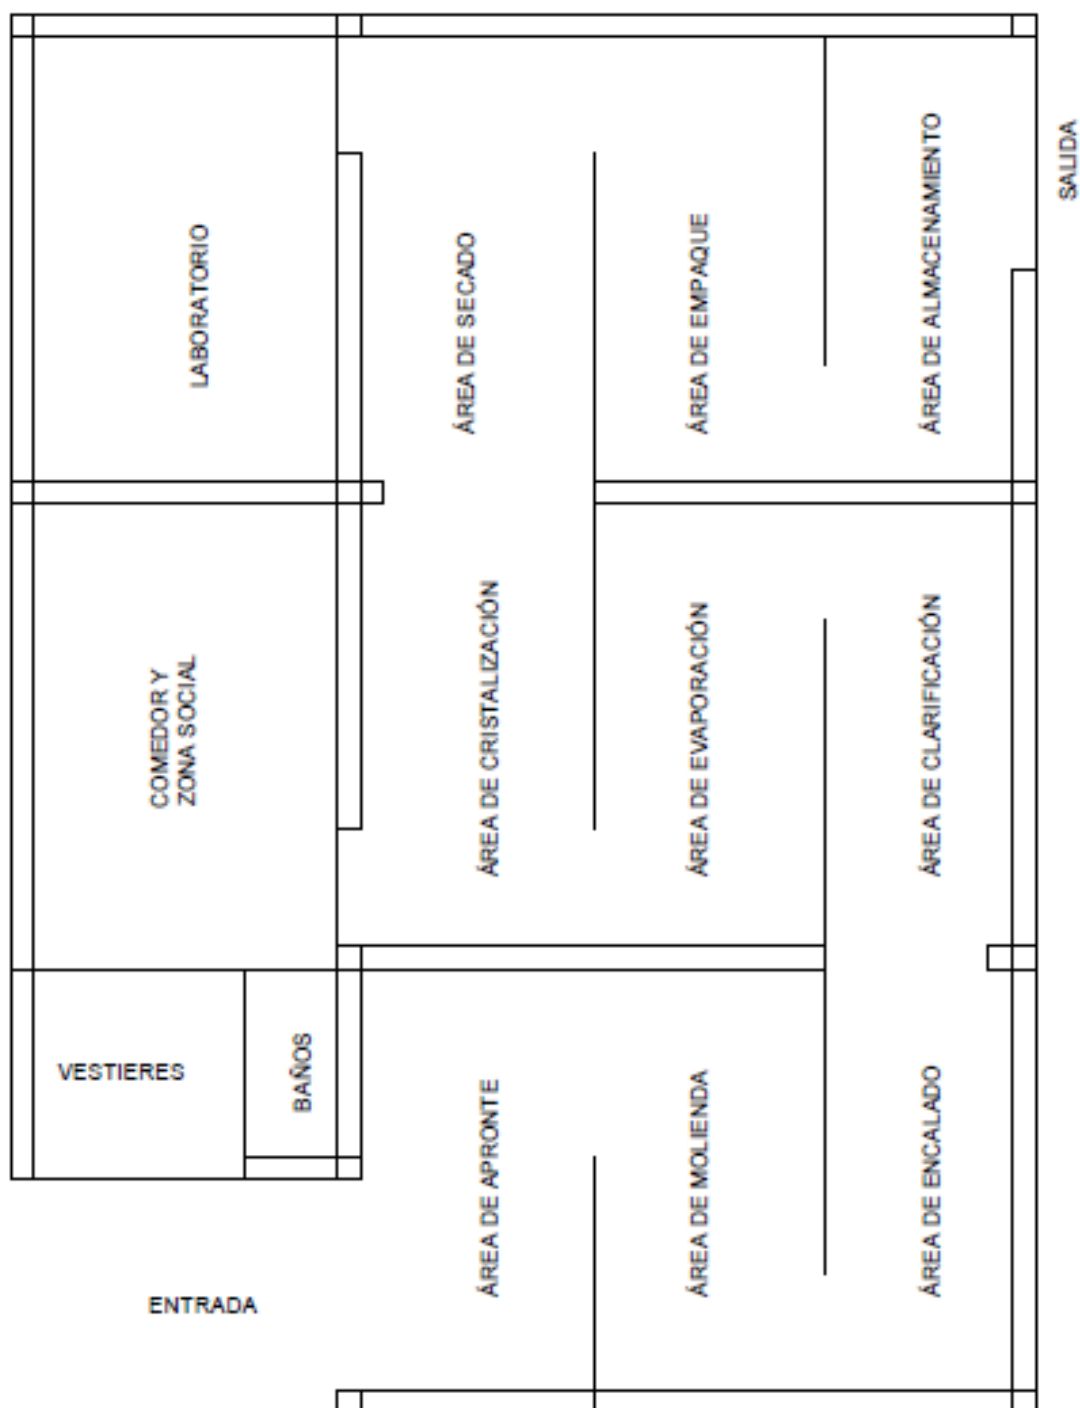 SALIDA
LABORATORIO
ÁREA DE SECADO
ÁREA DE EMPAQUE
ÁREA DE ALMACENAMIENTO
COMEDOR Y
ZONA SOCIAL
ÁREA DE CRISTALIZACIÓN
ÁREA DE EVAPORACIÓN
ÁREA DE CLARIFICACIÓN
VESTIERES
BAÑOS
ÁREA DE APRONTE
ÁREA DE MOLIENDA
ÁREA DE ENCALADO
ENTRADA